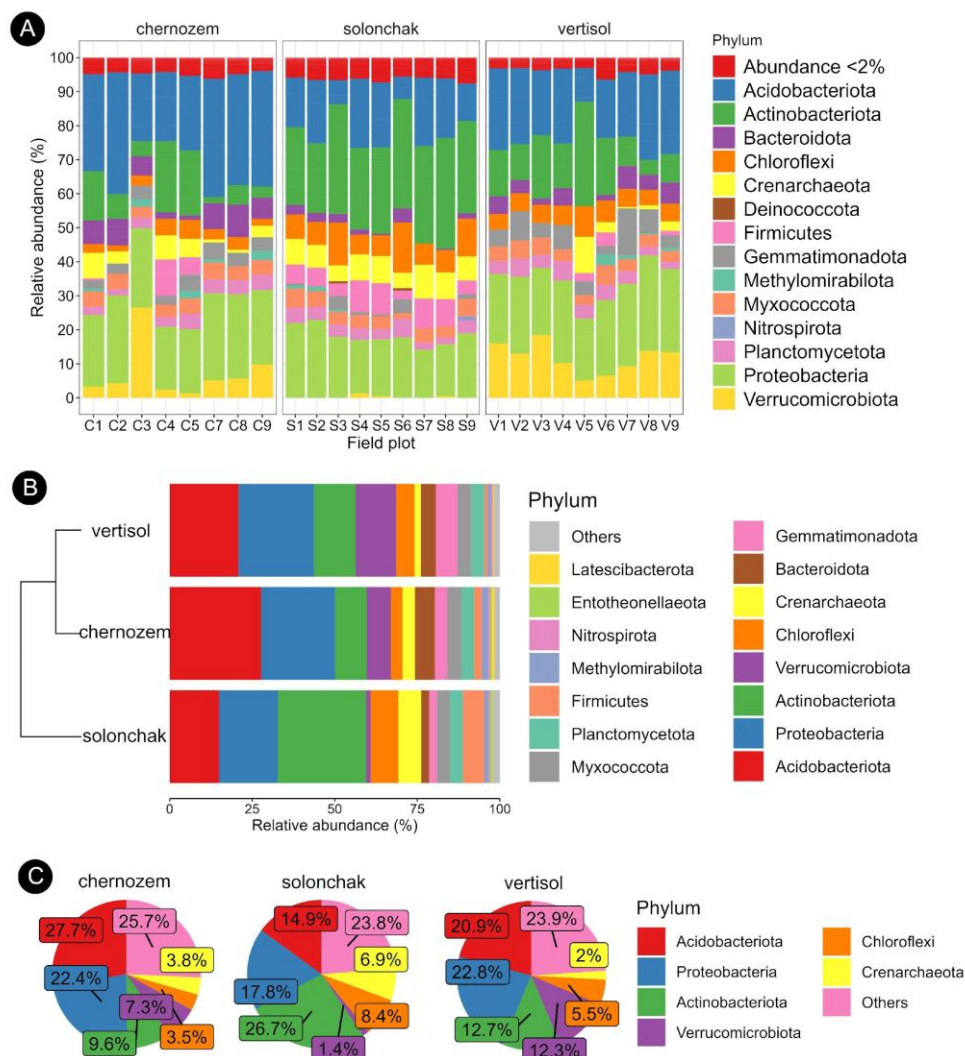 A
chernozem solonchak vertisol
Relative abundance (%)
100
90
80
70
60
50
40
30
20
10
0
C1 C2 C3 C4 C5 C7 C8 C9 S1 S2 S3 S4 S5 S6 S7 S8 S9 V1 V2 V3 V4 V5 V6 V7 V8 V9
Field plot
Phylum
Abundance <2%
Acidobacteriota
Actinobacteriota
Bacteroidota
Chloroflexi
Crenarchaeota
Deinococcota
Firmicutes
Gemmatimonadota
Methylomirabilota
Myxococcota
Nitrospirota
Planctomycetota
Proteobacteria
Verrucomicrobiota
B
vertisol
chernozem
solonchak
0 25 50 75 100
Relative abundance (%)
Phylum
Others
Latescibacterota
Entotheonellaeota
Nitrospirota
Methylomirabilota
Firmicutes
Planctomycetota
Myxococcota
Gemmatimonadota
Bacteroidota
Crenarchaeota
Chloroflexi
Verrucomicrobiota
Actinobacteriota
Proteobacteria
Acidobacteriota
C
chernozem
27.7%
25.7%
3.8%
22.4%
7.3%
9.6%
3.5%
solonchak
14.9%
23.8%
6.9%
17.8%
8.4%
26.7%
1.4%
vertisol
20.9%
23.9%
2%
22.8%
5.5%
12.7%
12.3%
Phylum
Acidobacteriota
Proteobacteria
Actinobacteriota
Verrucomicrobiota
Chloroflexi
Crenarchaeota
Others